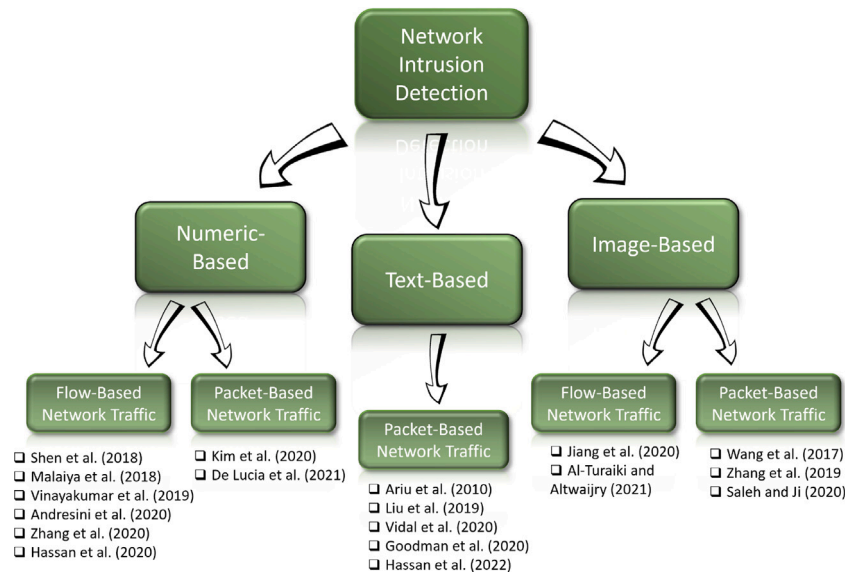 Network
Intrusion
Detection
Numeric-
Based
Text-Based
Image-Based
Flow-Based
Network Traffic
Packet-Based
Network Traffic
Packet-Based
Network Traffic
Flow-Based
Network Traffic
Packet-Based
Network Traffic
❑ Shen et al. (2018)
❑ Malaiya et al. (2018)
❑ Vinayakumar et al. (2019)
❑ Andresini et al. (2020)
❑ Zhang et al. (2020)
❑ Hassan et al. (2020)
❑ Kim et al. (2020)
❑ De Lucia et al. (2021)
❑ Ariu et al. (2010)
❑ Liu et al. (2019)
❑ Vidal et al. (2020)
❑ Goodman et al. (2020)
❑ Hassan et al. (2022)
❑ Jiang et al. (2020)
❑ Al-Turaiki and
Altwaijry (2021)
❑ Wang et al. (2017)
❑ Zhang et al. (2019
❑ Saleh and Ji (2020)